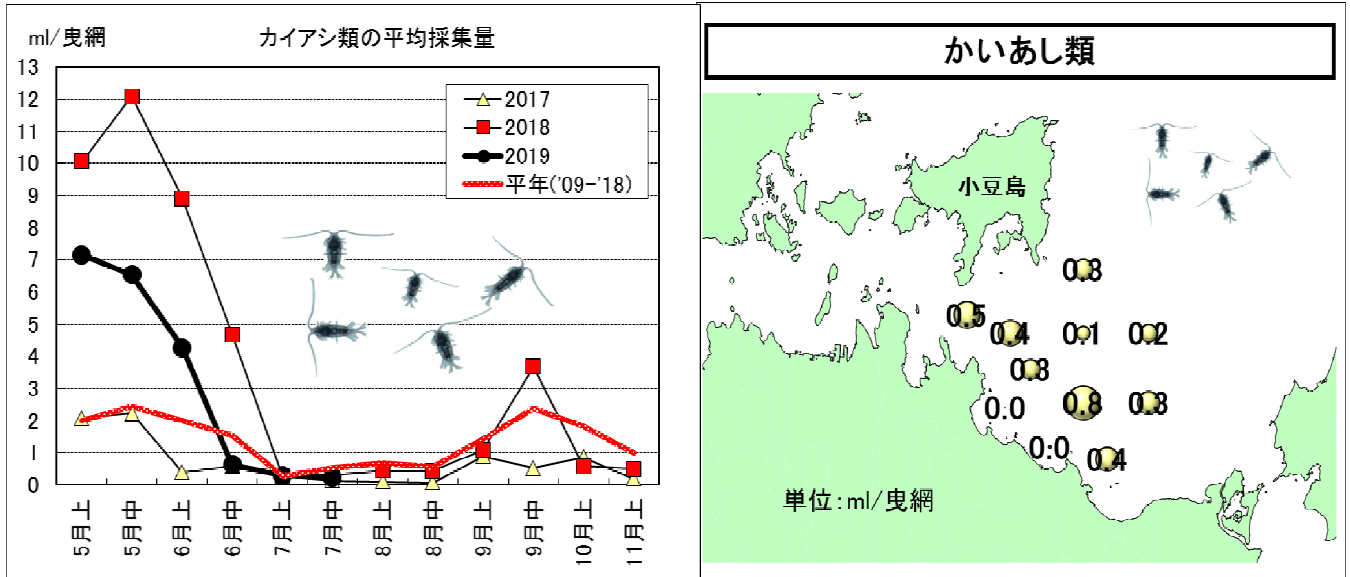 ml/曳網
カイアシ類の平均採集量
13
12
11
10
9
8
7
6
5
4
3
2
1
0
2017
2018
2019
平年('09-'18)
5月上
5月中
6月上
6月中
7月上
7月中
8月上
8月中
9月上
9月中
10月上
11月上
かいあし類
小豆島
0.3
0.5
0.4
0.1
0.2
0.3
0.0
0.8
0.3
0.0
0.4
単位:ml/曳網